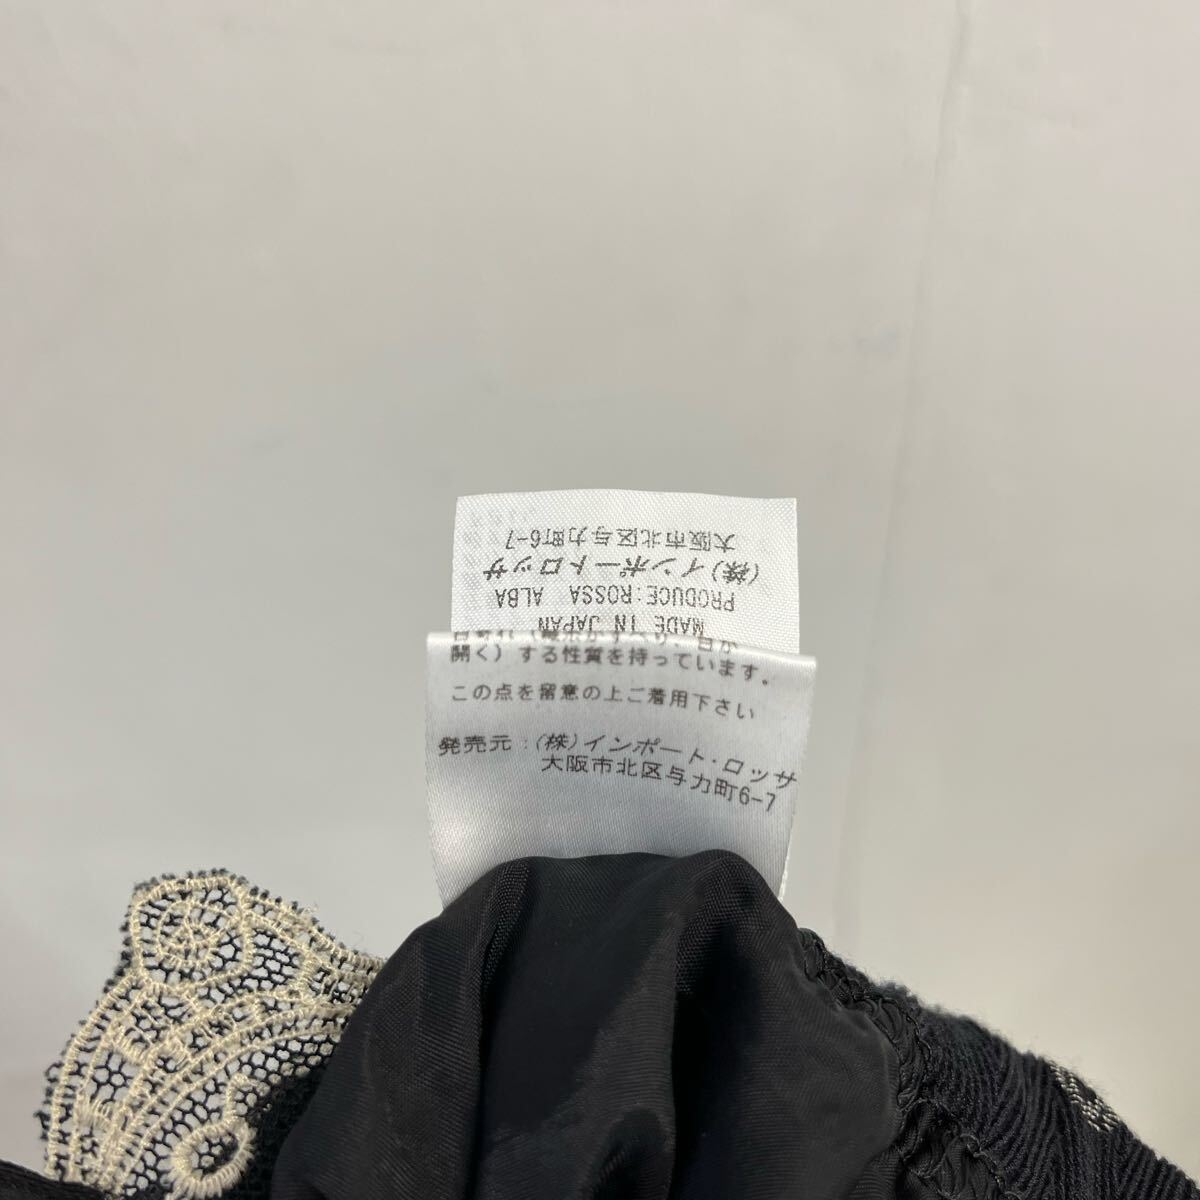 MADE IN JAPAN
PRODUCE:ROSSA ALBA
(株)インポートロッサ
大阪市北区与力町6-7
開く）する性質を持っています。
この点を留意の上ご着用下さい
発売元:(株)インポート・ロッサ
大阪市北区与力町6-7